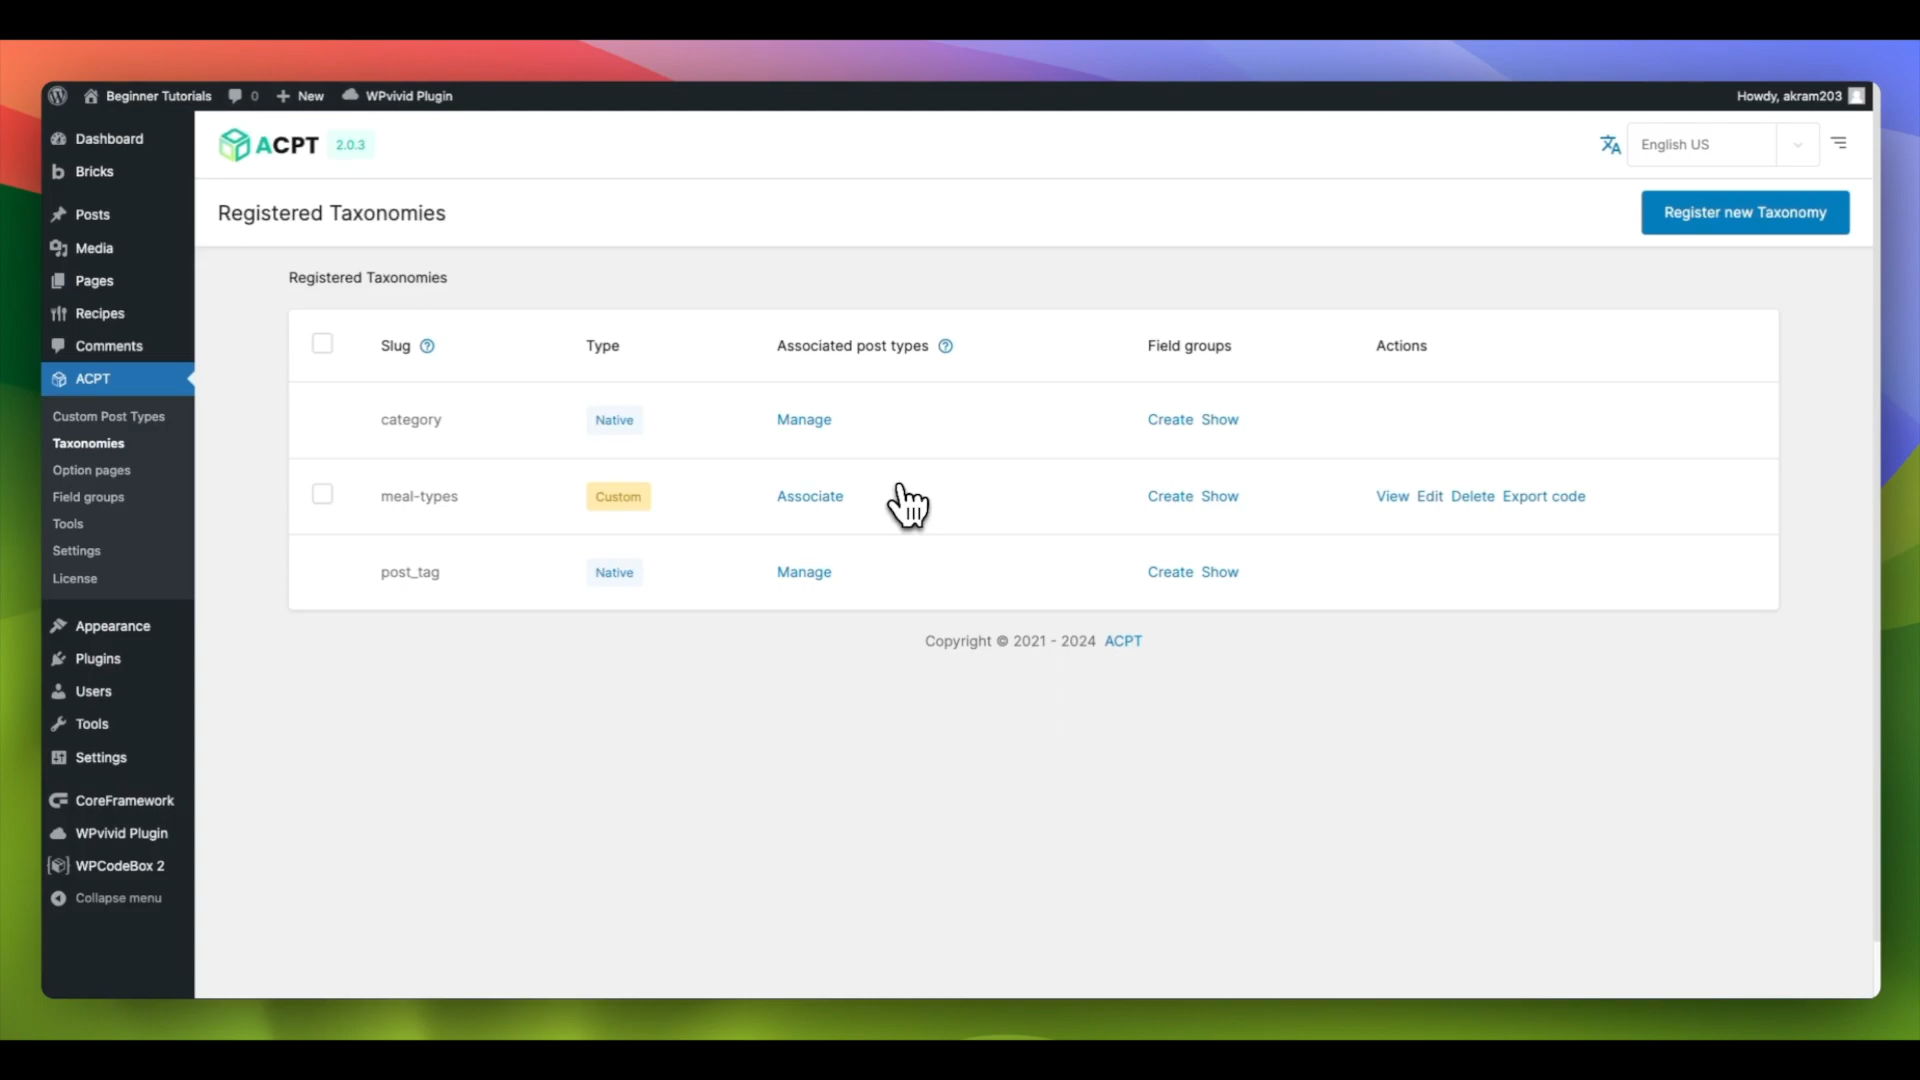 Beginner Tutorials 0 New WPvivid Plugin Howdy, akram203
Dashboard
Bricks
Posts
Media
Pages
Recipes
Comments
ACPT
Custom Post Types
Taxonomies
Option pages
Field groups
Tools
Settings
License
Appearance
Plugins
Users
Tools
Settings
CoreFramework
WPvivid Plugin
WPCodeBox 2
Collapse menu
ACPT 2.0.3 English US
Registered Taxonomies Register new Taxonomy
Registered Taxonomies
Slug Type Associated post types Field groups Actions
category Native Manage Create Show
meal-types Custom Associate Create Show View Edit Delete Export code
post_tag Native Manage Create Show
Copyright © 2021 - 2024 ACPT